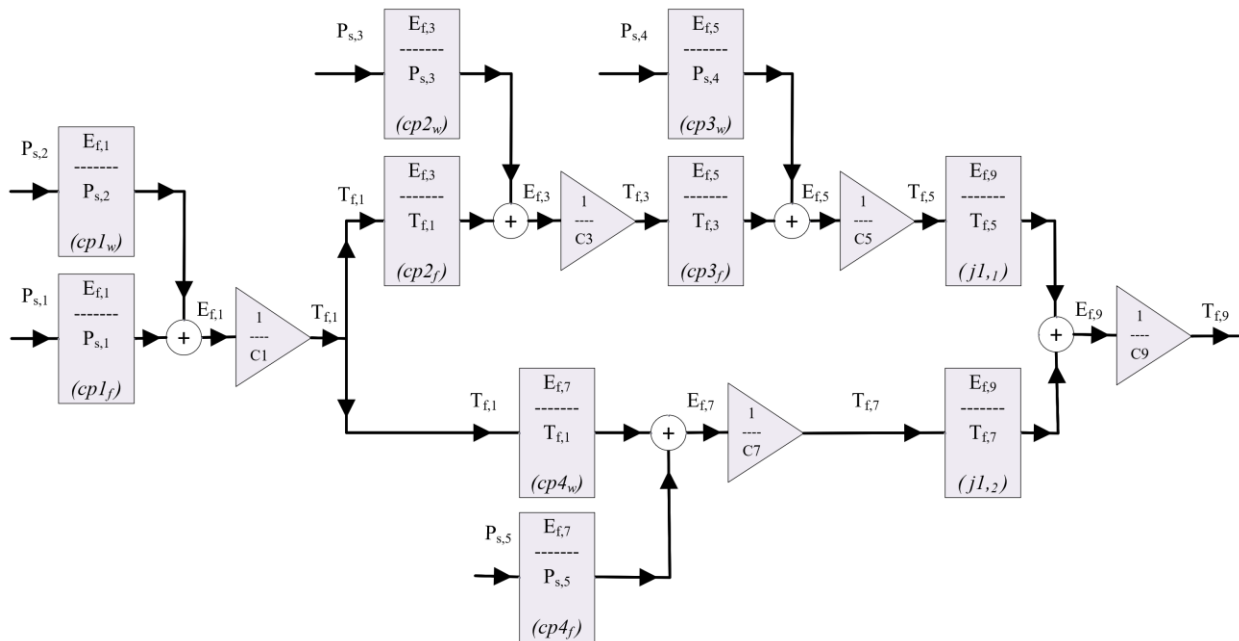 P_s,3
E_f,3
-------
P_s,3
(cp2_w)
P_s,4
E_f,5
-------
P_s,4
(cp3_w)
P_s,2
E_f,1
-------
P_s,2
(cp1_w)
T_f,1
E_f,3
-------
T_f,1
(cp2_f)
+
E_f,3
1
----
C3
T_f,3
E_f,5
-------
T_f,3
(cp3_f)
+
E_f,5
1
----
C5
T_f,5
E_f,9
-------
T_f,5
(j1,_1)
P_s,1
E_f,1
-------
P_s,1
(cp1_f)
+
E_f,1
1
----
C1
T_f,1
+
E_f,9
1
----
C9
T_f,9
T_f,1
E_f,7
-------
T_f,1
(cp4_w)
+
E_f,7
1
----
C7
T_f,7
E_f,9
-------
T_f,7
(j1,_2)
P_s,5
E_f,7
-------
P_s,5
(cp4_f)